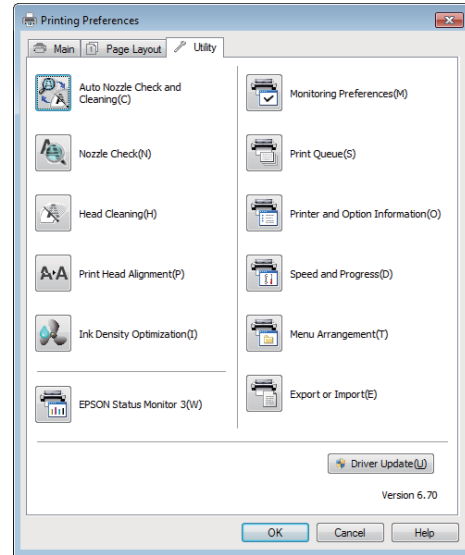 Printing Preferences
Main
Page Layout
Utility
Auto Nozzle Check and
Cleaning(C)
Nozzle Check(N)
Head Cleaning(H)
Print Head Alignment(P)
Ink Density Optimization(I)
EPSON Status Monitor 3(W)
Monitoring Preferences(M)
Print Queue(S)
Printer and Option Information(O)
Speed and Progress(D)
Menu Arrangement(T)
Export or Import(E)
Driver Update(U)
Version 6.70
OK
Cancel
Help